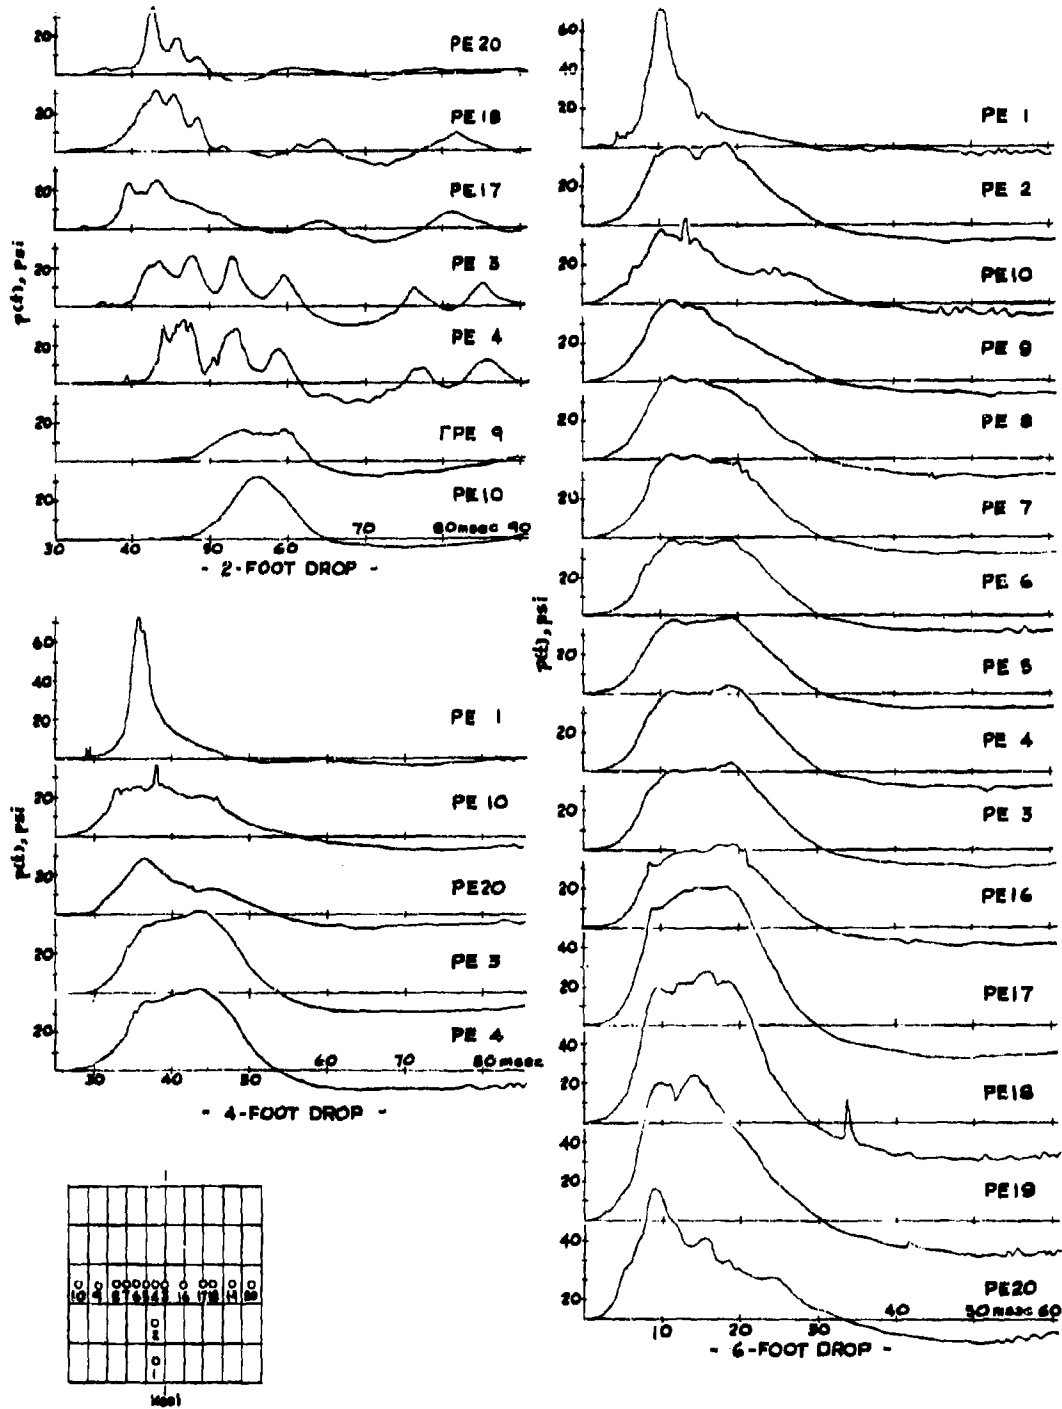 PE 20
20
PE 18
20
PE 17
20
PE 3
20
PE 4
20
PE 9
20
PE 10
20
p(t), psi
30 40 50 60 70 80 msec 90
- 2-FOOT DROP -
60
40
20
PE 1
20
PE 10
20
PE 20
20
PE 3
20
PE 4
p(t), psi
30 40 50 60 70 80 msec
- 4-FOOT DROP -
60
40
20
PE 1
20
PE 2
20
PE 10
20
PE 9
20
PE 8
20
PE 7
20
PE 6
20
PE 5
20
PE 4
20
PE 3
20
PE 16
40
20
PE 17
40
20
PE 18
40
20
PE 19
40
20
PE 20
p(t), psi
10 20 30 40 50 msec 60
- 6-FOOT DROP -
Keel